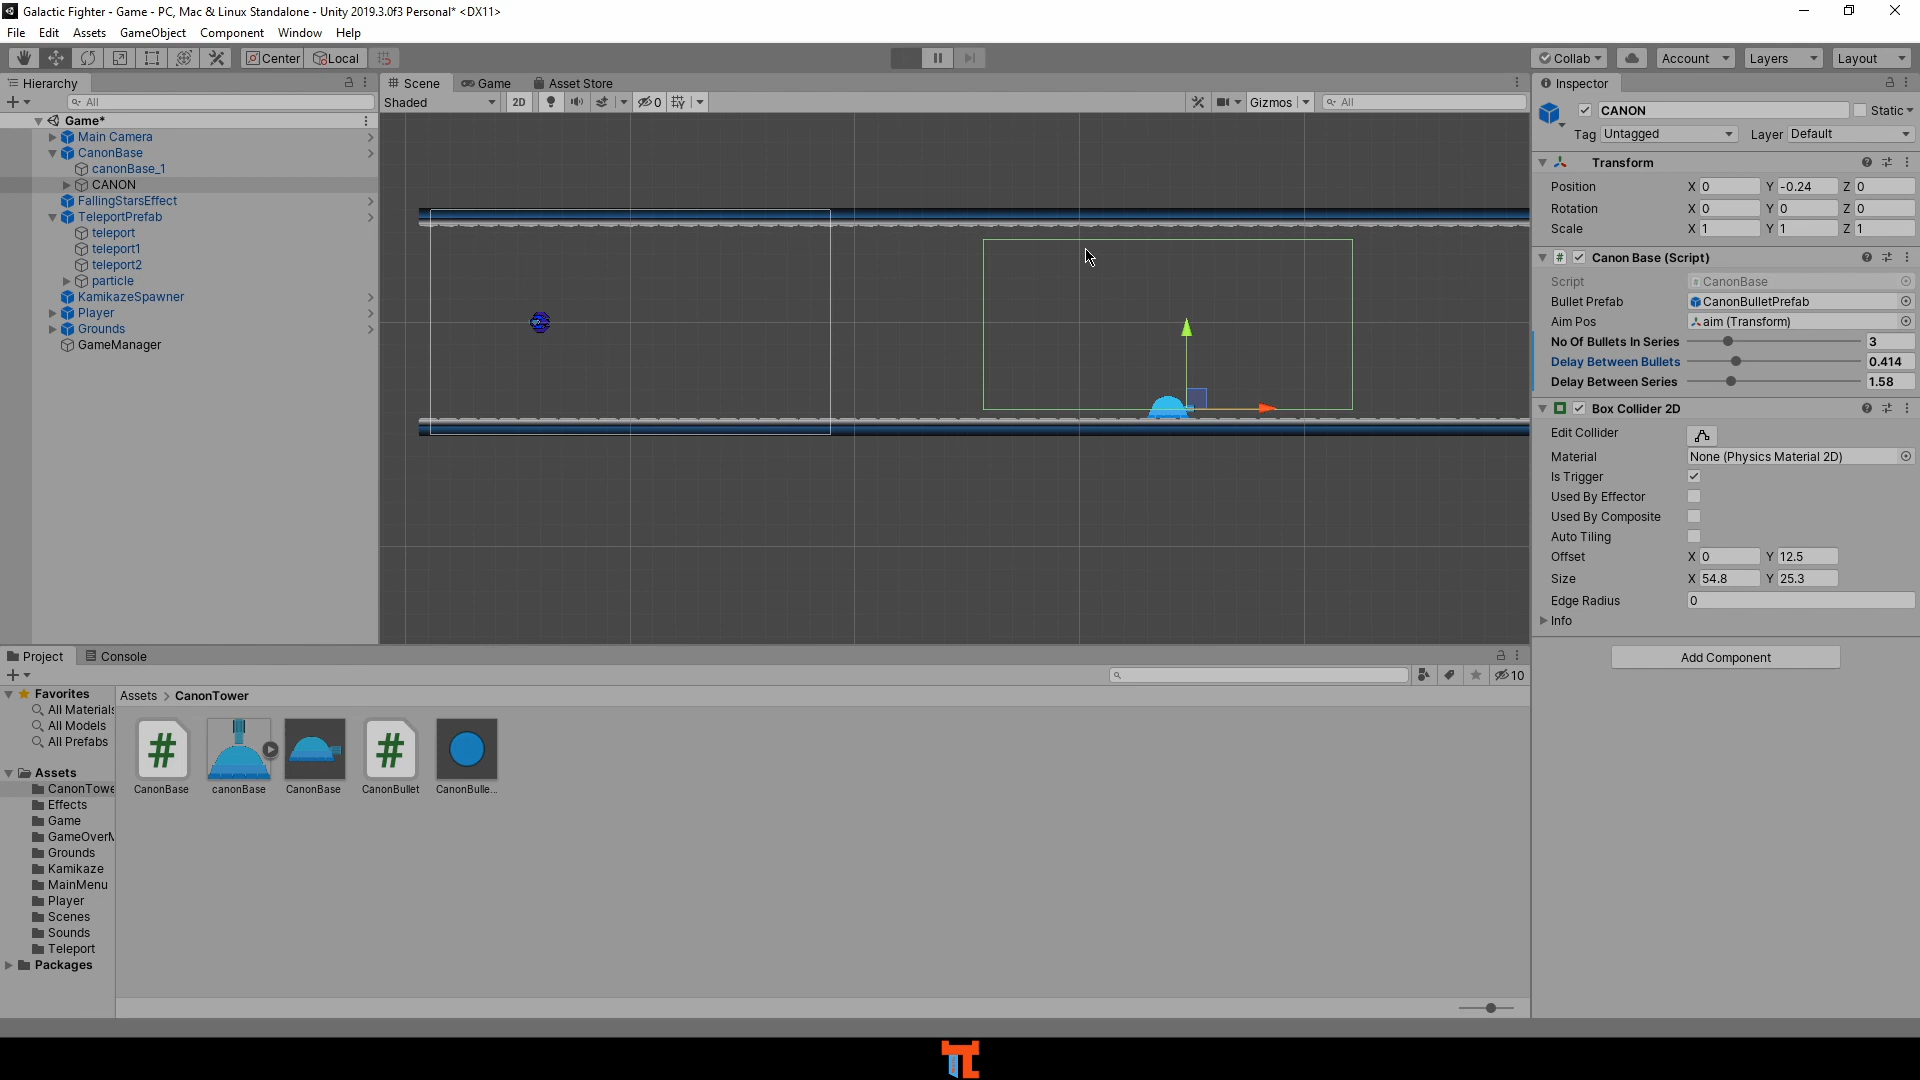 Galactic Fighter - Game - PC, Mac & Linux Standalone - Unity 2019.3.0f3 Personal* <DX11>
File Edit Assets GameObject Component Window Help
Center Local
Collab Account Layers Layout
Hierarchy
All
Game*
Main Camera
CanonBase
canonBase_1
CANON
FallingStarsEffect
TeleportPrefab
teleport
teleport1
teleport2
particle
KamikazeSpawner
Player
Grounds
GameManager
Scene Game Asset Store
Shaded 2D 0 Gizmos All
Inspector
CANON Static
Tag Untagged Layer Default
Transform
Position X 0 Y -0.24 Z 0
Rotation X 0 Y 0 Z 0
Scale X 1 Y 1 Z 1
# Canon Base (Script)
Script # CanonBase
Bullet Prefab CanonBulletPrefab
Aim Pos aim (Transform)
No Of Bullets In Series 3
Delay Between Bullets 0.414
Delay Between Series 1.58
Box Collider 2D
Edit Collider
Material None (Physics Material 2D)
Is Trigger
Used By Effector
Used By Composite
Auto Tiling
Offset X 0 Y 12.5
Size X 54.8 Y 25.3
Edge Radius 0
Info
Add Component
Project Console
10
Favorites
All Materials
All Models
All Prefabs
Assets
CanonTowe
Effects
Game
GameOverM
Grounds
Kamikaze
MainMenu
Player
Scenes
Sounds
Teleport
Packages
Assets > CanonTower
# #
CanonBase canonBase CanonBase CanonBullet CanonBulle...